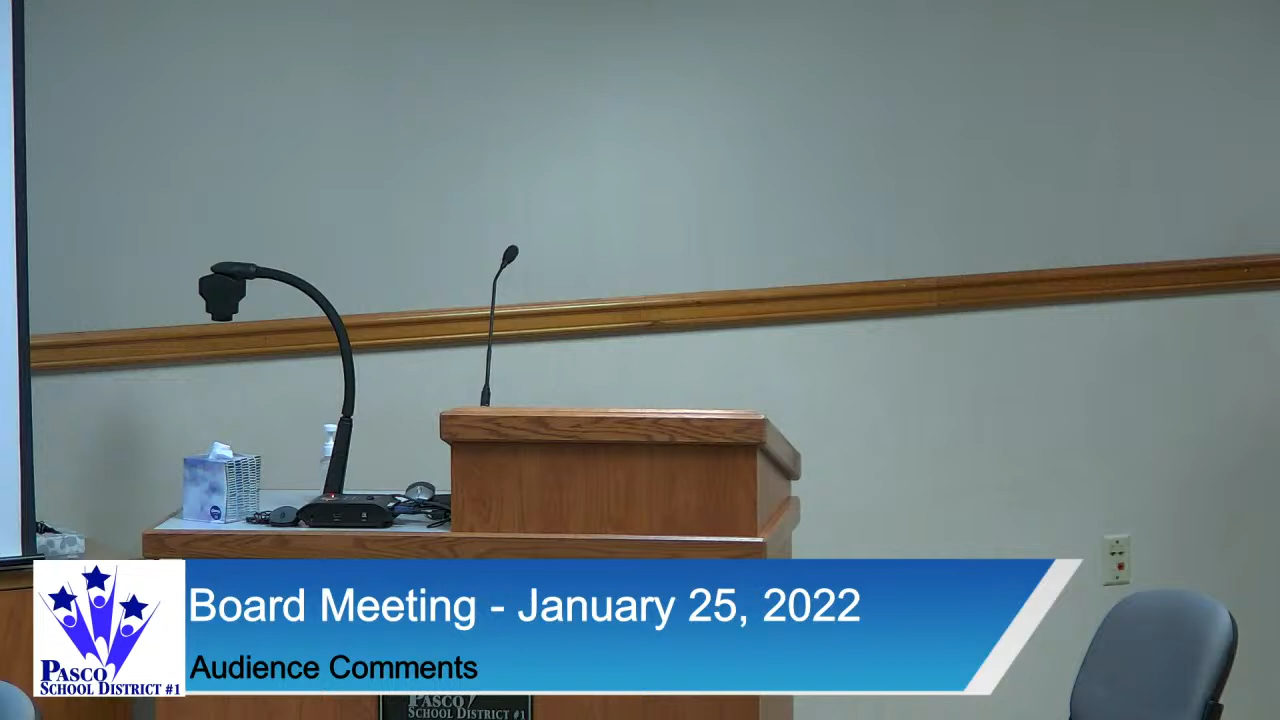 Board Meeting - January 25, 2022
Audience Comments
PASCO
SCHOOL DISTRICT #1
PASCO
SCHOOL DISTRICT #1